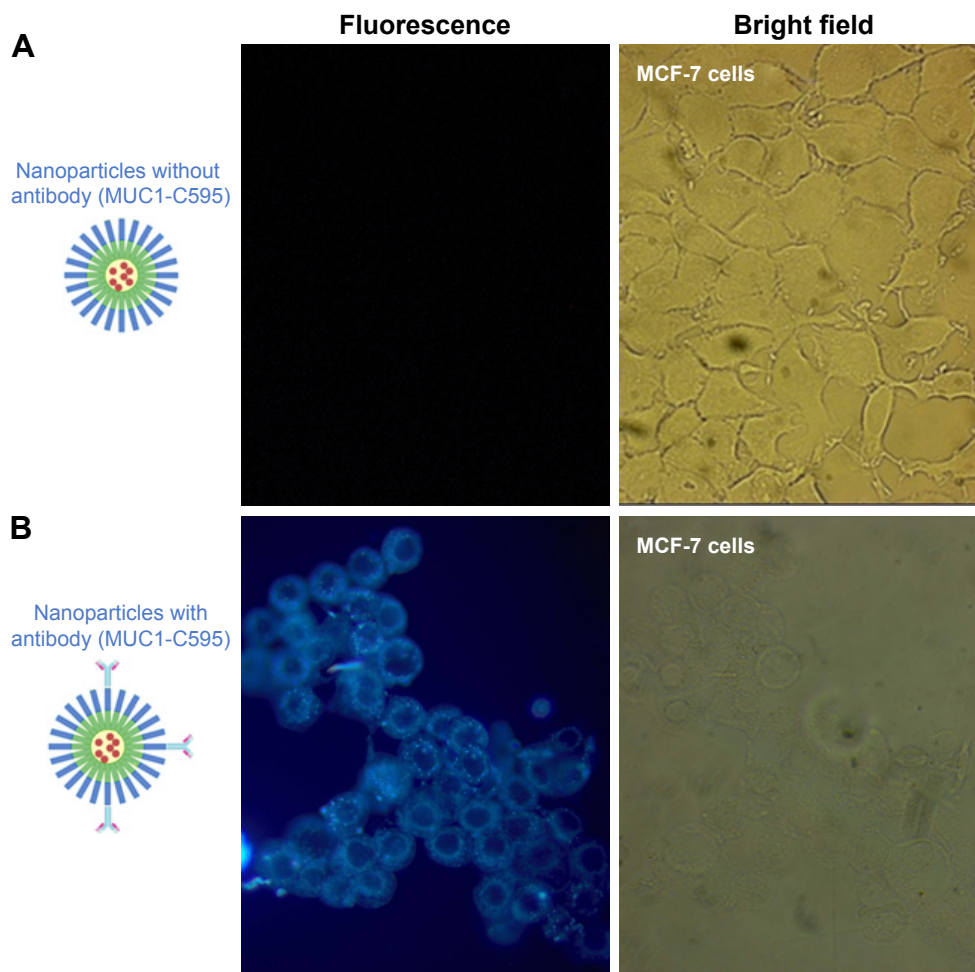 Fluorescence
Bright field
A
MCF-7 cells
Nanoparticles without
antibody (MUC1-C595)
B
MCF-7 cells
Nanoparticles with
antibody (MUC1-C595)